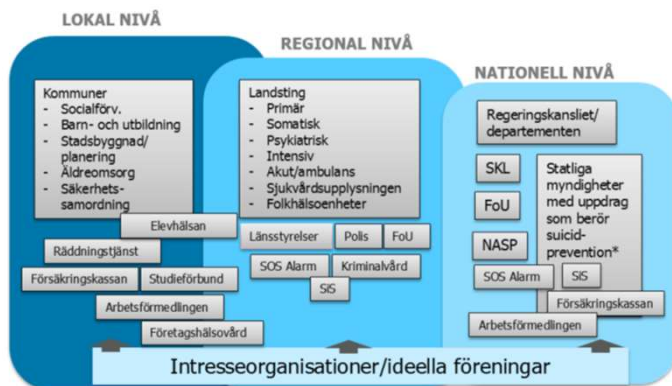 LOKAL NIVÅ
REGIONAL NIVÅ
NATIONELL NIVÅ
Kommuner
- Socialförv.
- Barn- och utbildning
- Stadsbyggnad/
planering
- Äldreomsorg
- Säkerhets-
samordning
Elevhälsan
Räddningstjänst
Försäkringskassan
Studieförbund
Arbetsförmedlingen
Företagshälsovård
Landsting
- Primär
- Somatisk
- Psykiatrisk
- Intensiv
- Akut/ambulans
- Sjukvårdsupplysningen
- Folkhälsoenheter
Länsstyrelser
Polis
FoU
SOS Alarm
Kriminalvård
SiS
Regeringskansliet/
departementen
SKL
FoU
NASP
Statliga
myndigheter
med uppdrag
som berör
suicid-
prevention*
SOS Alarm
SiS
Försäkringskassan
Arbetsförmedlingen
Intresseorganisationer/ideella föreningar